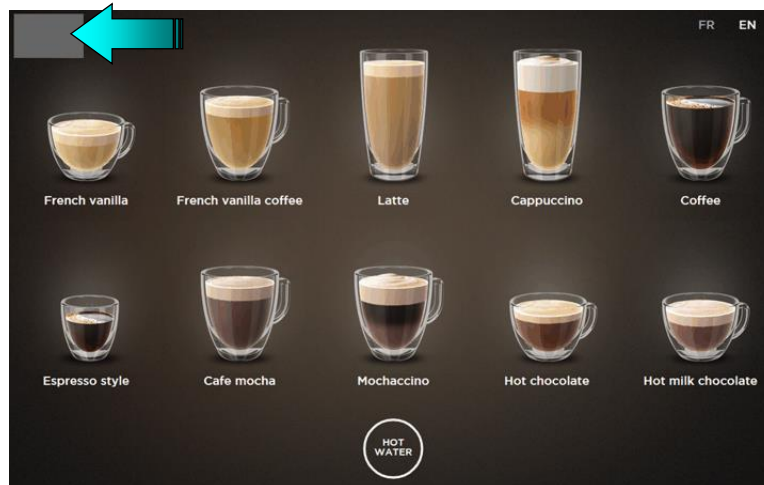 FR EN
French vanilla
French vanilla coffee
Latte
Cappuccino
Coffee
Espresso style
Cafe mocha
Mochaccino
Hot chocolate
Hot milk chocolate
HOT
WATER